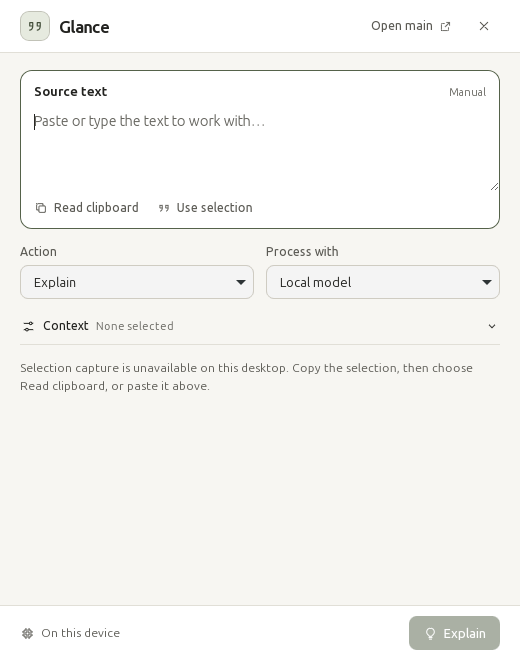 Glance
Open main
Source text
Manual
Paste or type the text to work with…
Read clipboard
Use selection
Action
Process with
Explain
Local model
Context None selected
Selection capture is unavailable on this desktop. Copy the selection, then choose
Read clipboard, or paste it above.
On this device
Explain